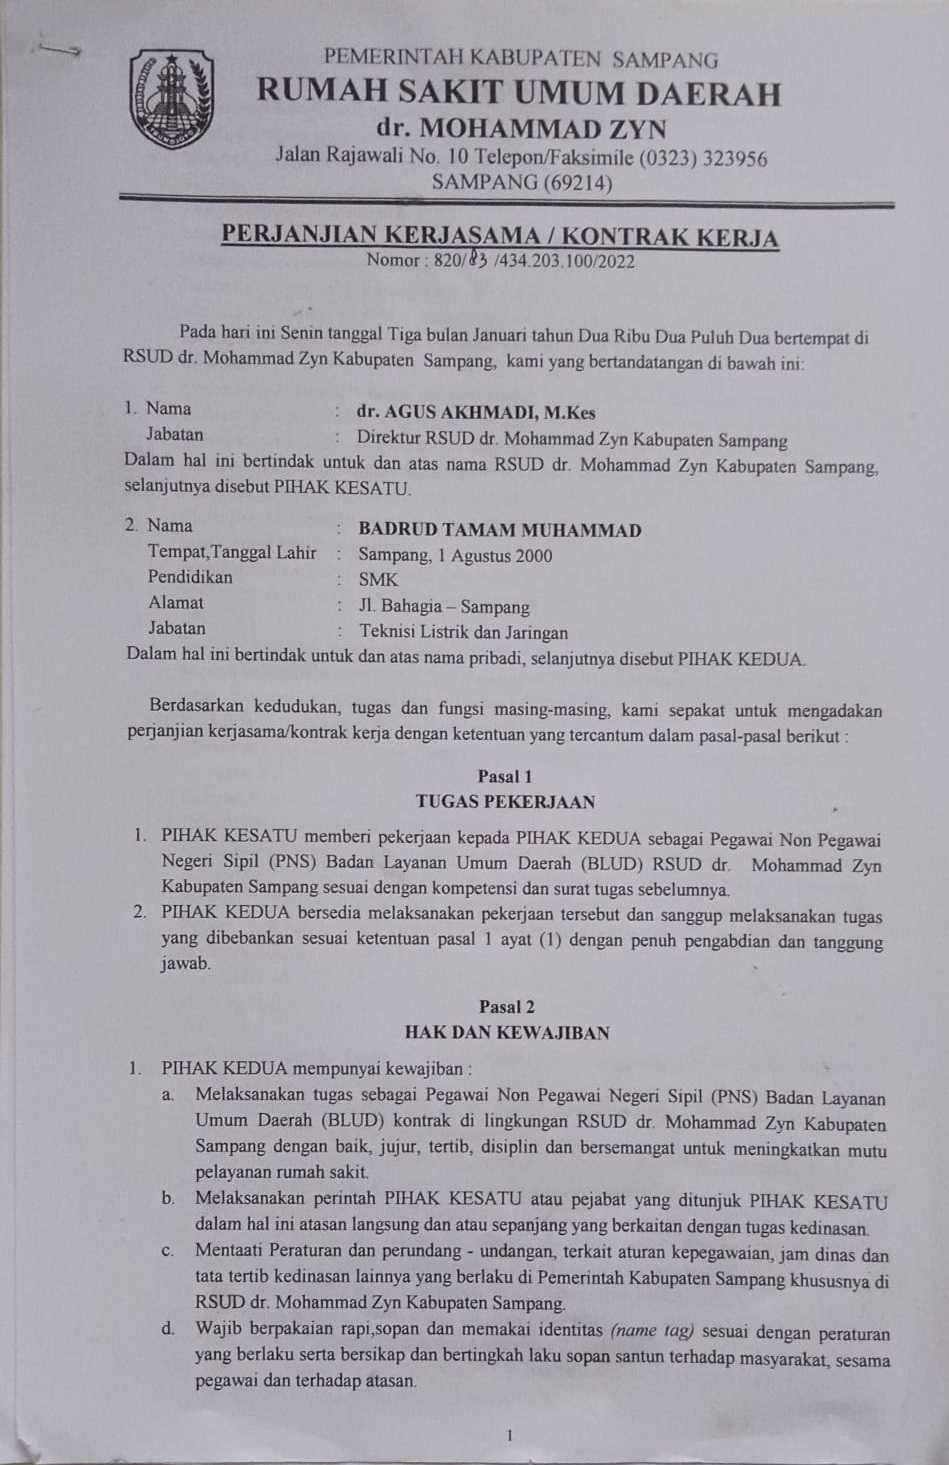 PEMERINTAH KABUPATEN SAMPANG
RUMAH SAKIT UMUM DAERAH
dr. MOHAMMAD ZYN
Jalan Rajawali No. 10 Telepon/Faksimile (0323) 323956
SAMPANG (69214)
PERJANJIAN KERJASAMA / KONTRAK KERJA
Nomor : 820/83 /434.203.100/2022
Pada hari ini Senin tanggal Tiga bulan Januari tahun Dua Ribu Dua Puluh Dua bertempat di
RSUD dr. Mohammad Zyn Kabupaten Sampang, kami yang bertandatangan di bawah ini:
1. Nama : dr. AGUS AKHMADI, M.Kes
Jabatan : Direktur RSUD dr. Mohammad Zyn Kabupaten Sampang
Dalam hal ini bertindak untuk dan atas nama RSUD dr. Mohammad Zyn Kabupaten Sampang,
selanjutnya disebut PIHAK KESATU.
2. Nama : BADRUD TAMAM MUHAMMAD
Tempat,Tanggal Lahir : Sampang, 1 Agustus 2000
Pendidikan : SMK
Alamat : Jl. Bahagia – Sampang
Jabatan : Teknisi Listrik dan Jaringan
Dalam hal ini bertindak untuk dan atas nama pribadi, selanjutnya disebut PIHAK KEDUA.
Berdasarkan kedudukan, tugas dan fungsi masing-masing, kami sepakat untuk mengadakan
perjanjian kerjasama/kontrak kerja dengan ketentuan yang tercantum dalam pasal-pasal berikut :
Pasal 1
TUGAS PEKERJAAN
1. PIHAK KESATU memberi pekerjaan kepada PIHAK KEDUA sebagai Pegawai Non Pegawai
Negeri Sipil (PNS) Badan Layanan Umum Daerah (BLUD) RSUD dr. Mohammad Zyn
Kabupaten Sampang sesuai dengan kompetensi dan surat tugas sebelumnya.
2. PIHAK KEDUA bersedia melaksanakan pekerjaan tersebut dan sanggup melaksanakan tugas
yang dibebankan sesuai ketentuan pasal 1 ayat (1) dengan penuh pengabdian dan tanggung
jawab.
Pasal 2
HAK DAN KEWAJIBAN
1. PIHAK KEDUA mempunyai kewajiban :
a. Melaksanakan tugas sebagai Pegawai Non Pegawai Negeri Sipil (PNS) Badan Layanan
Umum Daerah (BLUD) kontrak di lingkungan RSUD dr. Mohammad Zyn Kabupaten
Sampang dengan baik, jujur, tertib, disiplin dan bersemangat untuk meningkatkan mutu
pelayanan rumah sakit.
b. Melaksanakan perintah PIHAK KESATU atau pejabat yang ditunjuk PIHAK KESATU
dalam hal ini atasan langsung dan atau sepanjang yang berkaitan dengan tugas kedinasan.
c. Mentaati Peraturan dan perundang - undangan, terkait aturan kepegawaian, jam dinas dan
tata tertib kedinasan lainnya yang berlaku di Pemerintah Kabupaten Sampang khususnya di
RSUD dr. Mohammad Zyn Kabupaten Sampang.
d. Wajib berpakaian rapi,sopan dan memakai identitas (name tag) sesuai dengan peraturan
yang berlaku serta bersikap dan bertingkah laku sopan santun terhadap masyarakat, sesama
pegawai dan terhadap atasan.
1